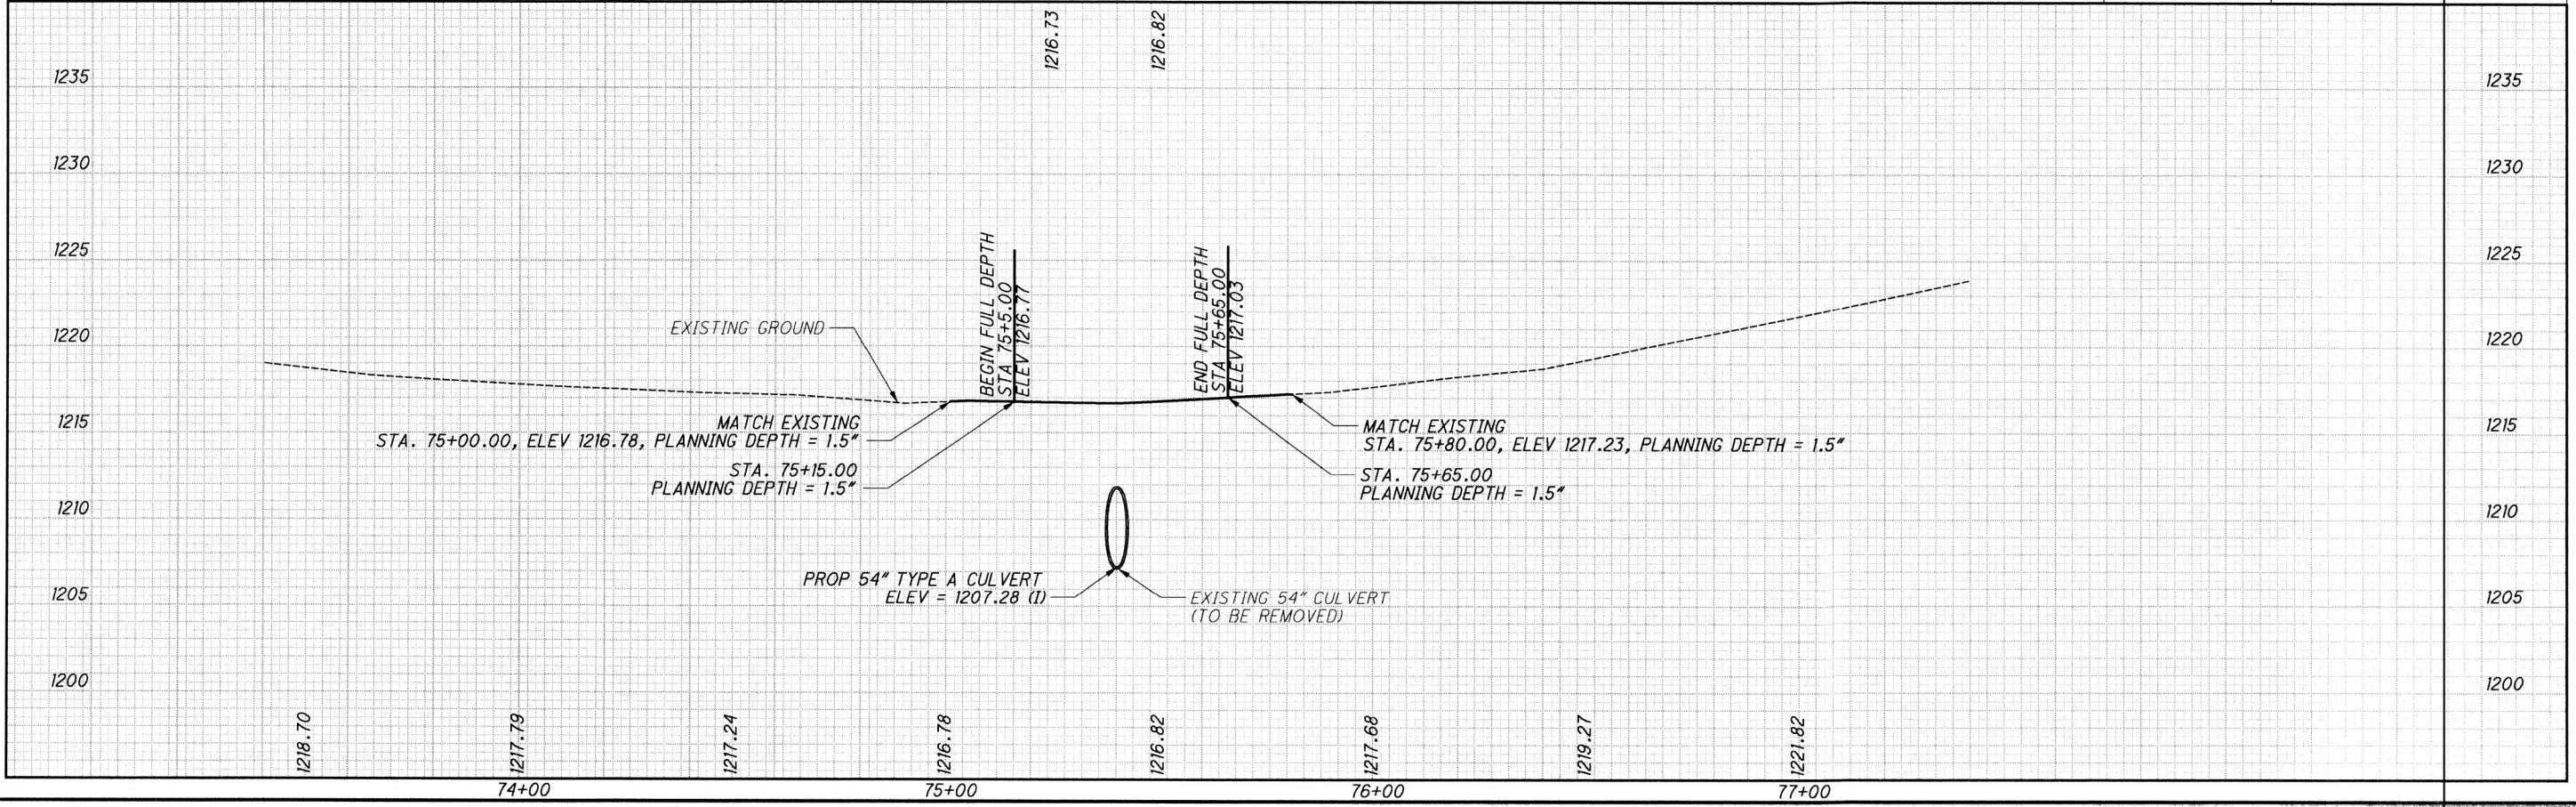 1216.73
1216.82
1235
1235
1230
1230
1225
1225
BEGIN FULL DEPTH
STA 75+5.00
ELEV 1216.77
END FULL DEPTH
STA 75+65.00
ELEV 1217.03
EXISTING GROUND
1220
1220
1215
1215
MATCH EXISTING
STA. 75+00.00, ELEV 1216.78, PLANNING DEPTH = 1.5"
MATCH EXISTING
STA. 75+80.00, ELEV 1217.23, PLANNING DEPTH = 1.5"
STA. 75+15.00
PLANNING DEPTH = 1.5"
STA. 75+65.00
PLANNING DEPTH = 1.5"
1210
1210
PROP 54" TYPE A CULVERT
ELEV = 1207.28 (I)
EXISTING 54" CULVERT
(TO BE REMOVED)
1205
1205
1200
1200
1218.70
1217.79
1217.24
1216.78
1216.82
1217.68
1219.27
1221.82
74+00
75+00
76+00
77+00